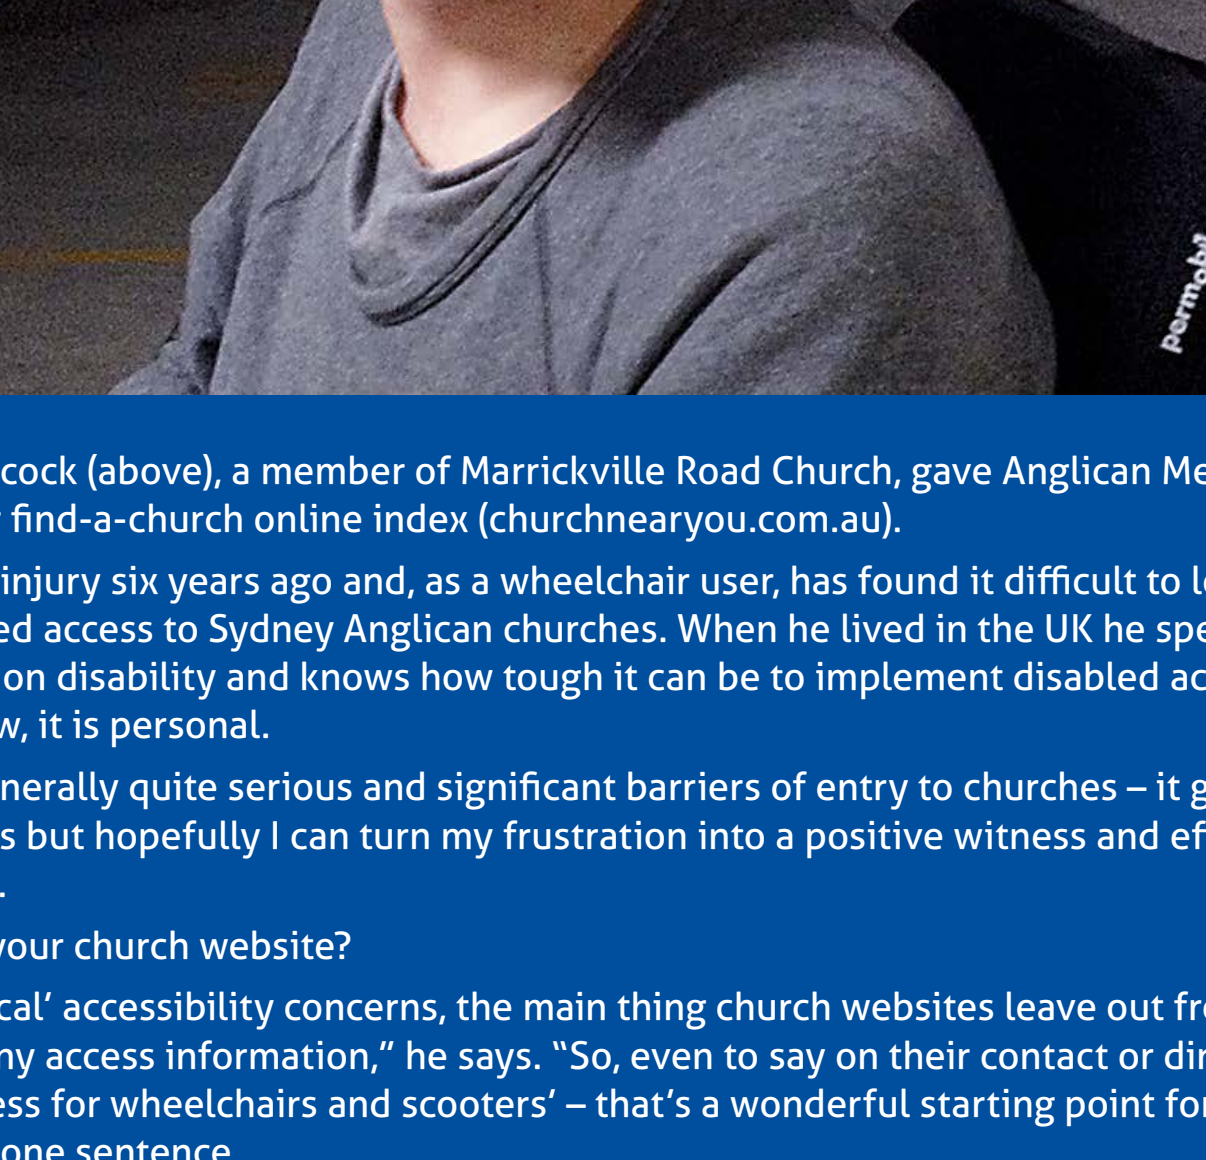 permobil
cock (above), a member of Marrickville Road Church, gave Anglican Me
find-a-church online index (churchnearyou.com.au).
injury six years ago and, as a wheelchair user, has found it difficult to l
ed access to Sydney Anglican churches. When he lived in the UK he spe
on disability and knows how tough it can be to implement disabled ac
w, it is personal.
nerally quite serious and significant barriers of entry to churches – it g
s but hopefully I can turn my frustration into a positive witness and ef
.
your church website?
cal’ accessibility concerns, the main thing church websites leave out fr
ny access information,” he says. “So, even to say on their contact or dir
ess for wheelchairs and scooters’ – that’s a wonderful starting point for
one sentence